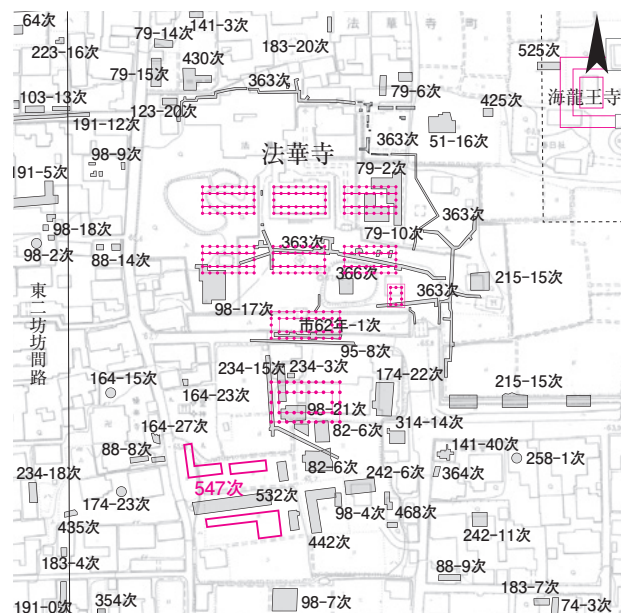 64次
141-3次
79-14次
183-20次
法華寺町
223-16次
430次
525次
79-15次
363次
79-6次
海龍王寺
103-13次
123-20次
425次
191-12次
363次
51-16次
法華寺
98-9次
191-5次
79-2次
363次
98-18次
79-10次
98-2次
88-14次
363次
366次
363次
215-15次
98-17次
東二坊坊間路
市62年-1次
95-8次
234-15次
234-3次
174-22次
164-15次
164-23次
215-15次
98-21次
314-14次
164-27次
82-6次
141-40次
88-8次
258-1次
234-18次
82-6次
242-6次
364次
547次
174-23次
532次
98-4次
468次
435次
442次
242-11次
183-4次
88-9次
191-0次
354次
98-7次
183-7次
74-3次